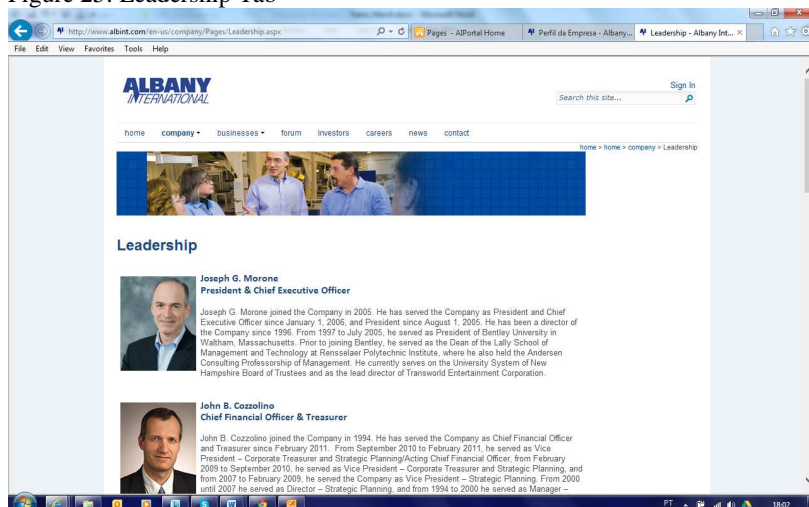 Figure 23: Leadership Tab
http://www.albint.com/en-us/company/Pages/Leadership.aspx
Pages - AIPortal Home
Perfil da Empresa - Albany...
Leadership - Albany Int...
File Edit View Favorites Tools Help
ALBANY
INTERNATIONAL
Sign In
Search this site...
home company businesses forum investors careers news contact
home > home > company > Leadership
Leadership
Joseph G. Morone
President & Chief Executive Officer
Joseph G. Morone joined the Company in 2005. He has served the Company as President and Chief
Executive Officer since January 1, 2006, and President since August 1, 2005. He has been a director of
the Company since 1996. From 1997 to July 2005, he served as President of Bentley University in
Waltham, Massachusetts. Prior to joining Bentley, he served as the Dean of the Lally School of
Management and Technology at Rensselaer Polytechnic Institute, where he also held the Andersen
Consulting Professorship of Management. He currently serves on the University System of New
Hampshire Board of Trustees and as the lead director of Transworld Entertainment Corporation.
John B. Cozzolino
Chief Financial Officer & Treasurer
John B. Cozzolino joined the Company in 1994. He has served the Company as Chief Financial Officer
and Treasurer since February 2011. From September 2010 to February 2011, he served as Vice
President – Corporate Treasurer and Strategic Planning/Acting Chief Financial Officer, from February
2009 to September 2010, he served as Vice President – Corporate Treasurer and Strategic Planning, and
from 2007 to February 2009, he served the Company as Vice President – Strategic Planning. From 2000
until 2007 he served as Director – Strategic Planning, and from 1994 to 2000 he served as Manager –
PT 18:02